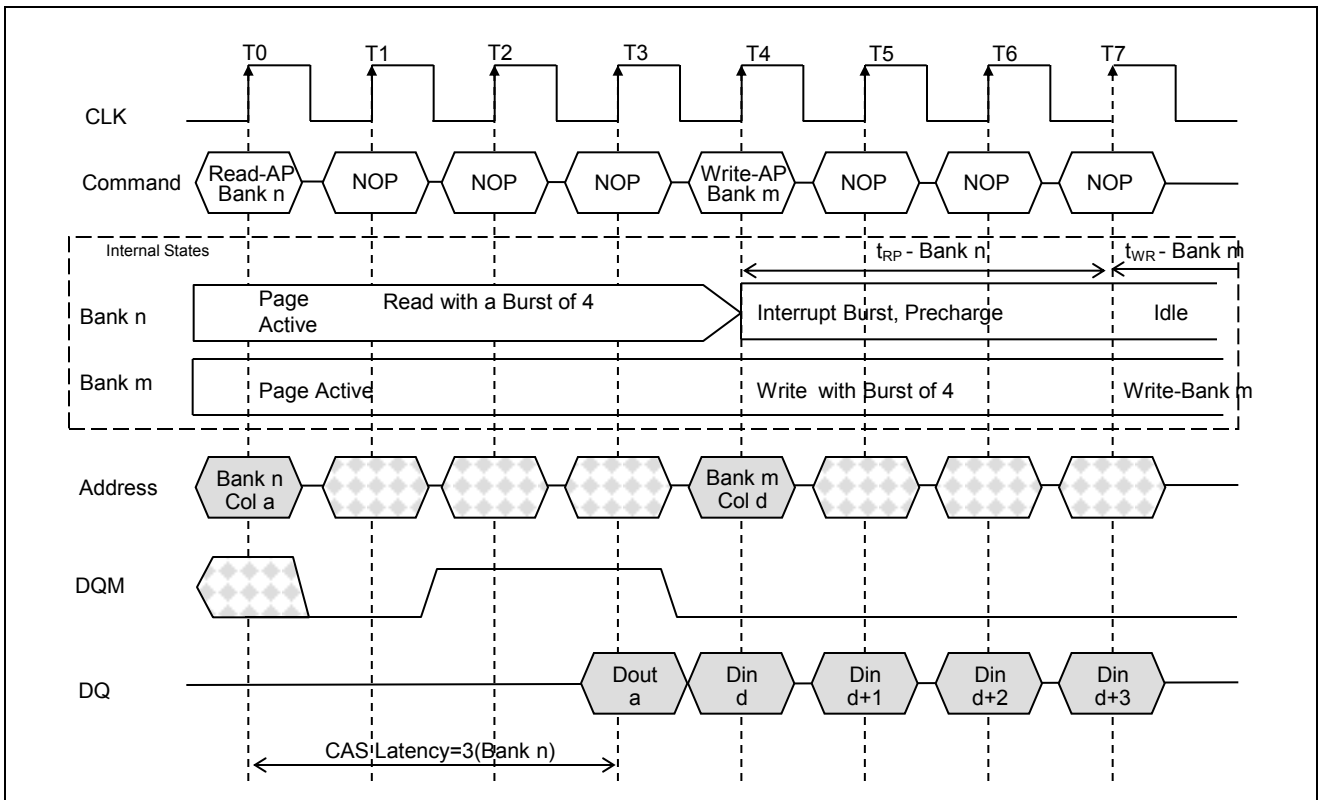 T0 T1 T2 T3 T4 T5 T6 T7
CLK
Command
Read-AP
Bank n
NOP
NOP
NOP
Write-AP
Bank m
NOP
NOP
NOP
Internal States
tRP - Bank n
tWR - Bank m
Bank n
Page
Active
Read with a Burst of 4
Interrupt Burst, Precharge
Idle
Bank m
Page Active
Write with Burst of 4
Write-Bank m
Address
Bank n
Col a
Bank m
Col d
DQM
DQ
Dout
a
Din
d
Din
d+1
Din
d+2
Din
d+3
CAS Latency=3(Bank n)